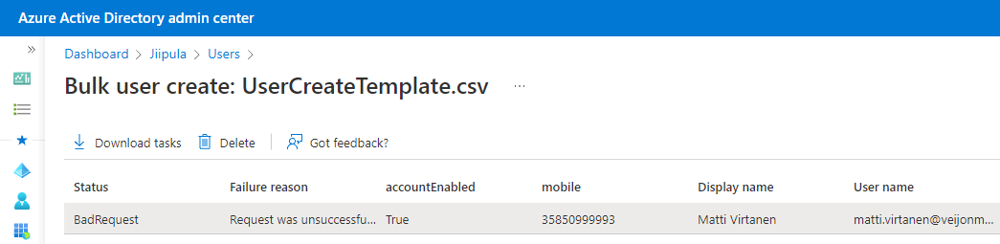 Azure Active Directory admin center
Dashboard > Jiipula > Users >
Bulk user create: UserCreateTemplate.csv ...
Download tasks Delete Got feedback?
Status Failure reason accountEnabled mobile Display name User name
BadRequest Request was unsuccessfu... True 35850999993 Matti Virtanen matti.virtanen@veijonm...